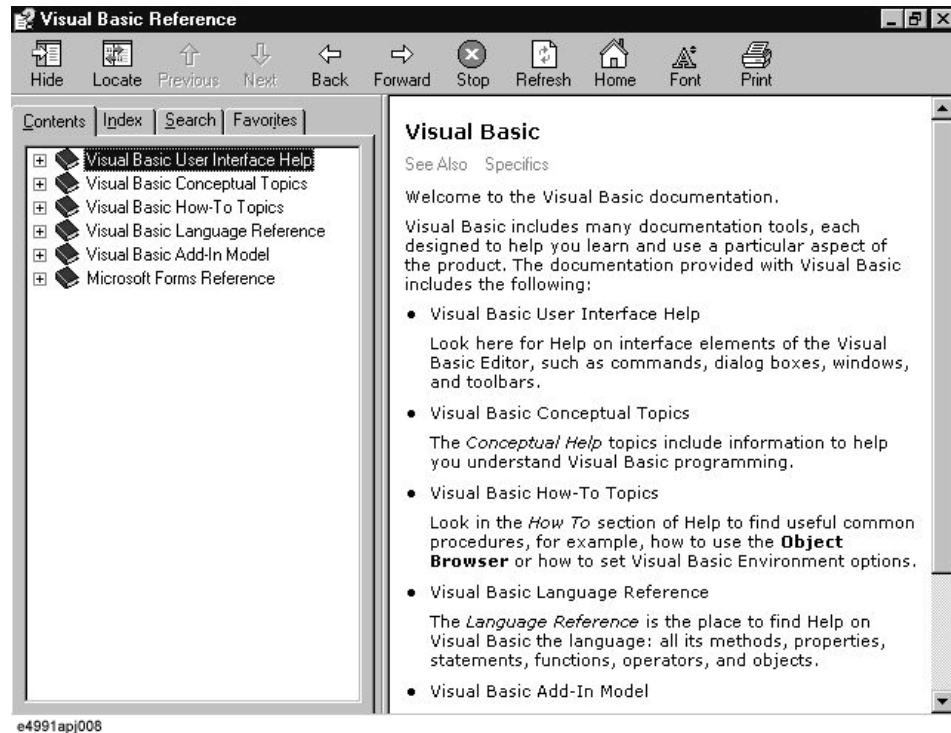 Visual Basic Reference
Hide Locate Previous Next Back Forward Stop Refresh Home Font Print
Contents Index Search Favorites
Visual Basic User Interface Help
Visual Basic Conceptual Topics
Visual Basic How-To Topics
Visual Basic Language Reference
Visual Basic Add-In Model
Microsoft Forms Reference
Visual Basic
See Also Specifics
Welcome to the Visual Basic documentation.
Visual Basic includes many documentation tools, each
designed to help you learn and use a particular aspect of
the product. The documentation provided with Visual Basic
includes the following:
• Visual Basic User Interface Help
Look here for Help on interface elements of the Visual
Basic Editor, such as commands, dialog boxes, windows,
and toolbars.
• Visual Basic Conceptual Topics
The Conceptual Help topics include information to help
you understand Visual Basic programming.
• Visual Basic How-To Topics
Look in the How To section of Help to find useful common
procedures, for example, how to use the Object
Browser or how to set Visual Basic Environment options.
• Visual Basic Language Reference
The Language Reference is the place to find Help on
Visual Basic the language: all its methods, properties,
statements, functions, operators, and objects.
• Visual Basic Add-In Model
e4991apj008